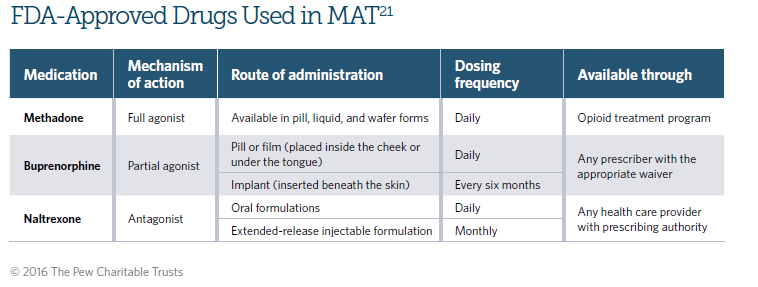 FDA-Approved Drugs Used in MAT21
Medication Mechanism of action Route of administration Dosing frequency Available through
Methadone Full agonist Available in pill, liquid, and wafer forms Daily Opioid treatment program
Buprenorphine Partial agonist Pill or film (placed inside the cheek or under the tongue) Daily Any prescriber with the appropriate waiver
Implant (inserted beneath the skin) Every six months
Naltrexone Antagonist Oral formulations Daily Any health care provider with prescribing authority
Extended-release injectable formulation Monthly
© 2016 The Pew Charitable Trusts